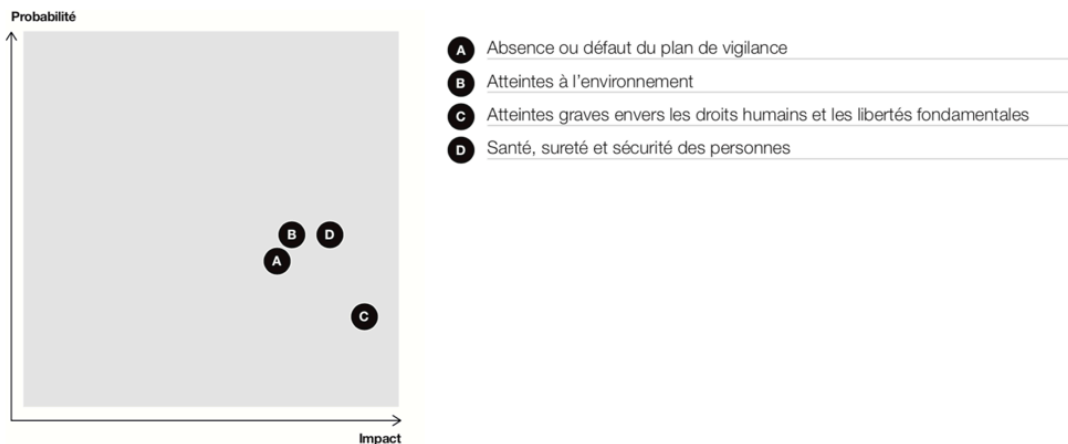 Probabilité
A Absence ou défaut du plan de vigilance
B Atteintes à l’environnement
C Atteintes graves envers les droits humains et les libertés fondamentales
D Santé, sureté et sécurité des personnes
B D
A
C
Impact